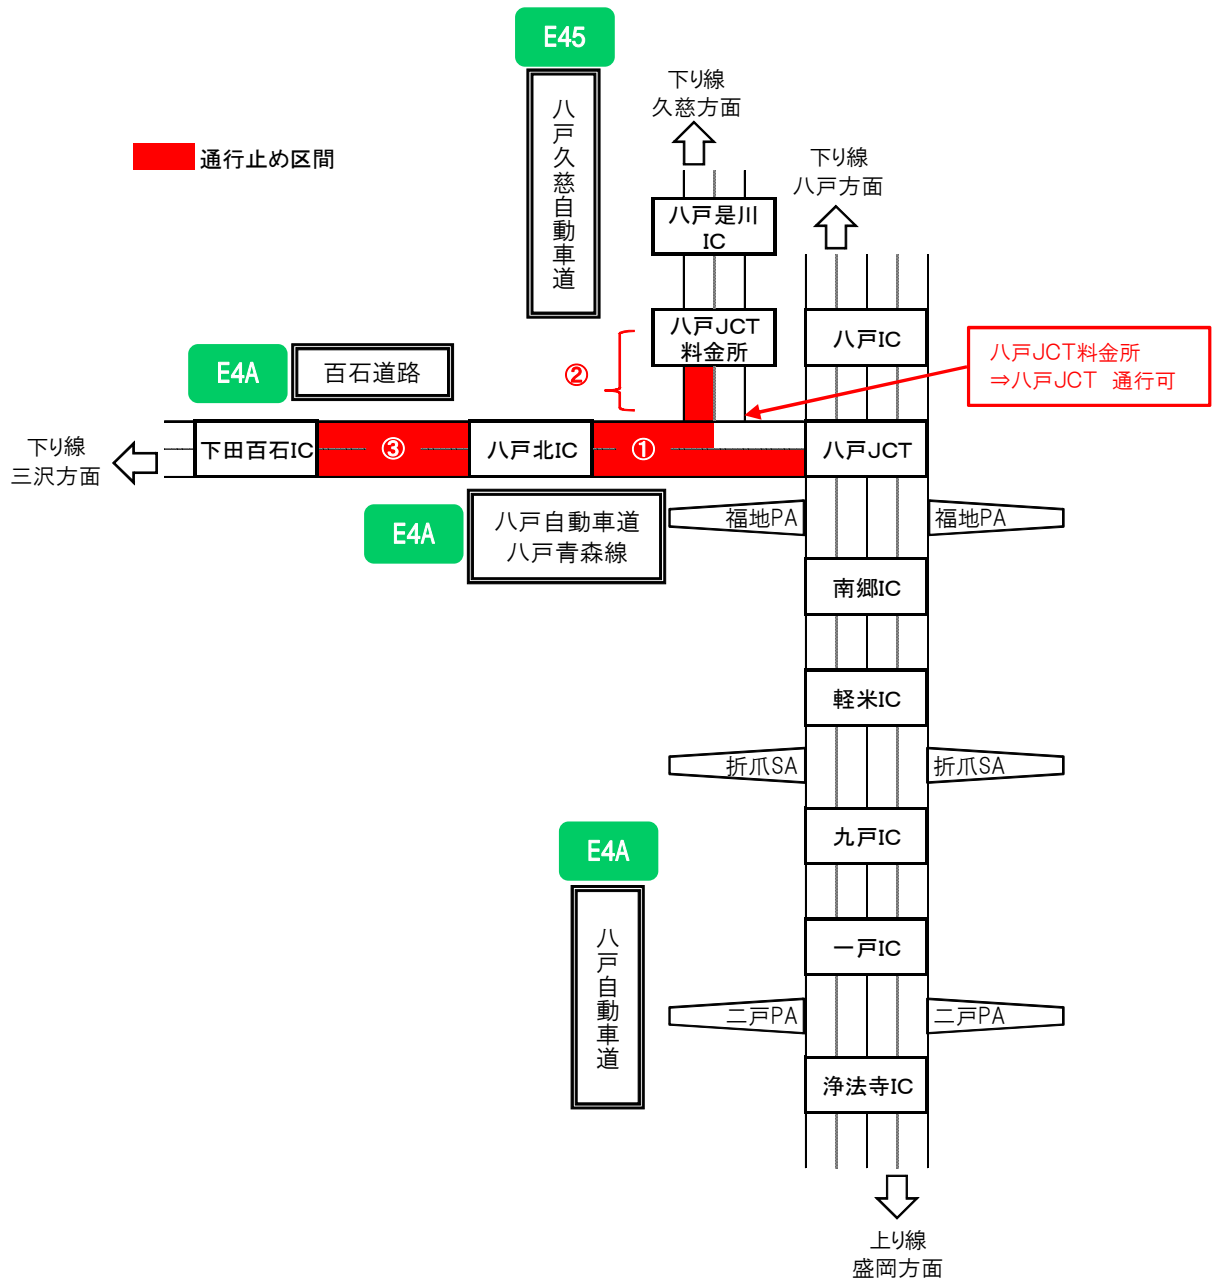 E45
八戸久慈自動車道
下り線
久慈方面
通行止め区間
下り線
八戸方面
八戸是川
IC
八戸JCT
料金所
八戸IC
八戸JCT料金所
⇒八戸JCT 通行可
E4A
百石道路
②
下り線
三沢方面
下田百石IC
③
八戸北IC
①
八戸JCT
E4A
八戸自動車道
八戸青森線
福地PA
福地PA
南郷IC
軽米IC
折爪SA
折爪SA
九戸IC
E4A
八戸自動車道
一戸IC
二戸PA
二戸PA
浄法寺IC
上り線
盛岡方面